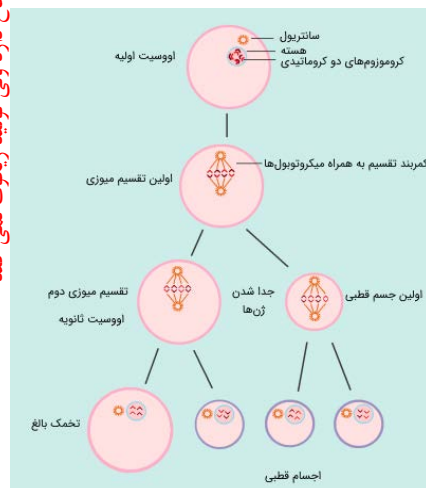 سانتریول
هسته
کروموزوم‌های دو کروماتیدی
اووسیت اولیه
کمربند تقسیم به همراه میکروتوبول‌ها
اولین تقسیم میوزی
تقسیم میوزی دوم
اووسیت ثانویه
جدا شدن
ژن‌ها
اولین جسم قطبی
تخمک بالغ
اجسام قطبی